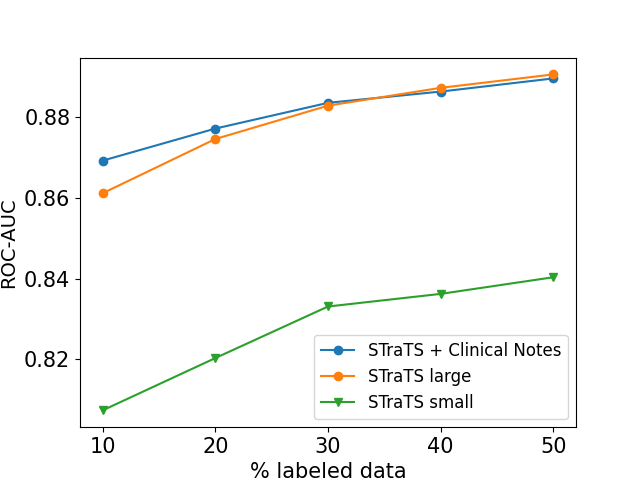 ROC-AUC
0.88
0.86
0.84
0.82
STraTS + Clinical Notes
STraTS large
STraTS small
10 20 30 40 50
% labeled data